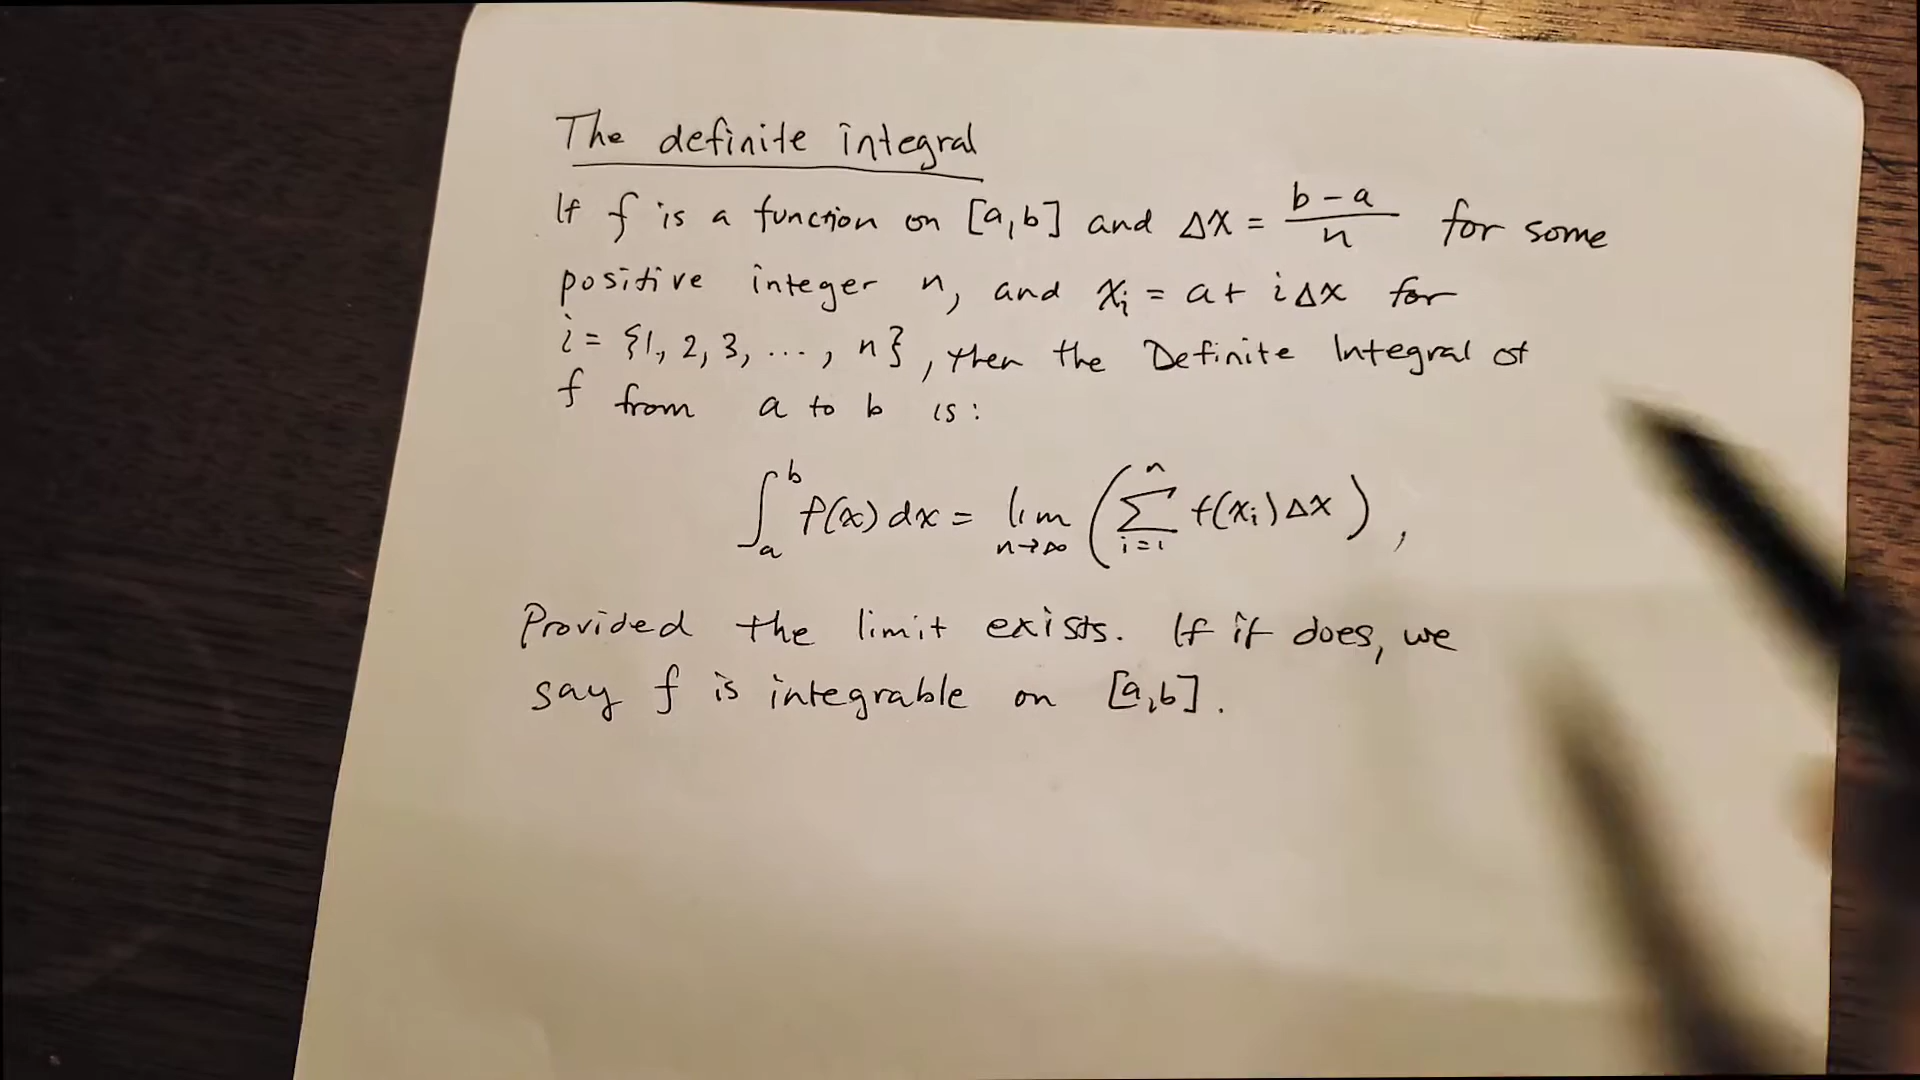 The definite integral
If f is a function on [a,b] and Δx = b-a/n for some
positive integer n, and xᵢ = a + iΔx for
i = {1, 2, 3, ..., n}, then the Definite Integral of
f from a to b is:
∫ₐᵇ f(x) dx = lim n→∞ (∑ᵢ₌₁ⁿ f(xᵢ)Δx),
Provided the limit exists. If it does, we
say f is integrable on [a,b].